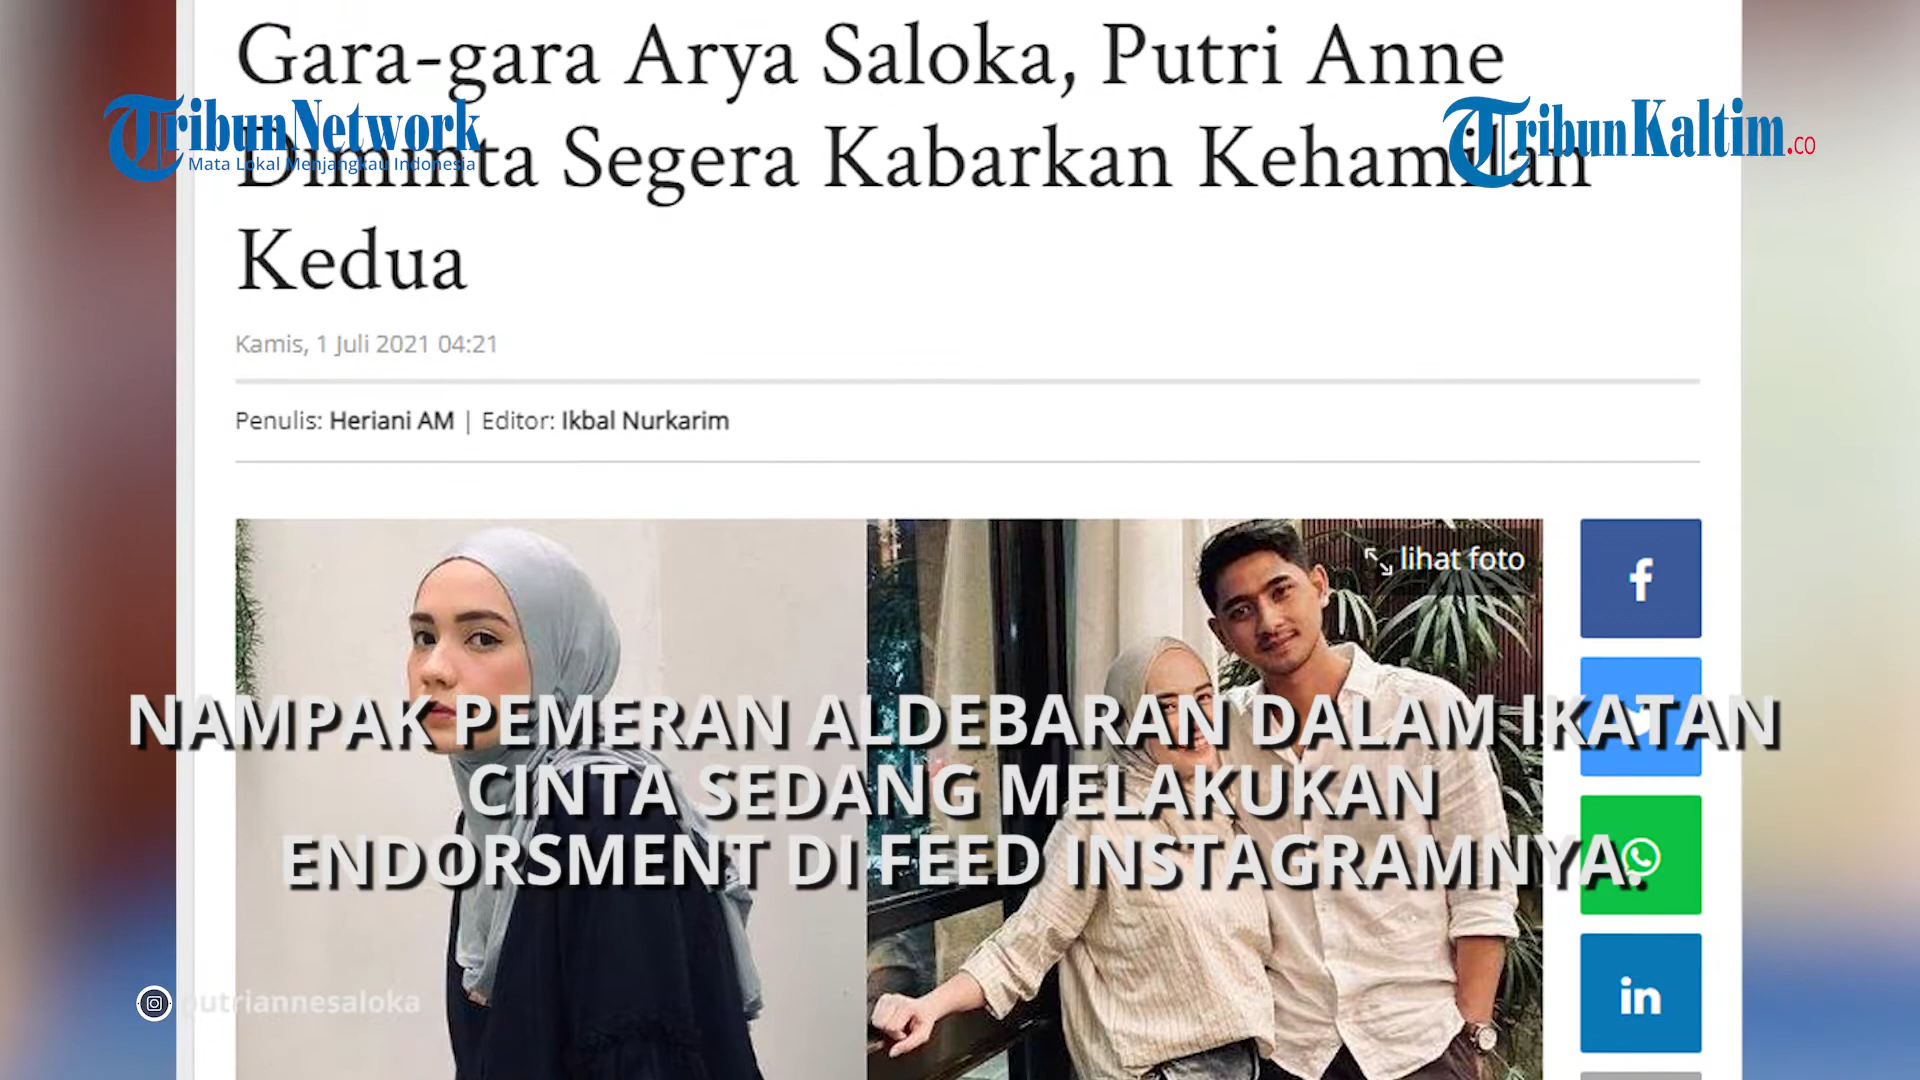 Gara-gara Arya Saloka, Putri Anne
TribunNetwork
Mata Lokal Menjangkau Indonesia
TribunKaltim.co
Diminta Segera Kabarkan Kehamilan
Kedua
Kamis, 1 Juli 2021 04:21
Penulis: Heriani AM | Editor: Ikbal Nurkarim
lihat foto
f
NAMPAK PEMERAN ALDEBARAN DALAM IKATAN
CINTA SEDANG MELAKUKAN
ENDORSMENT DI FEED INSTAGRAMNYA.
in
putriannesaloka